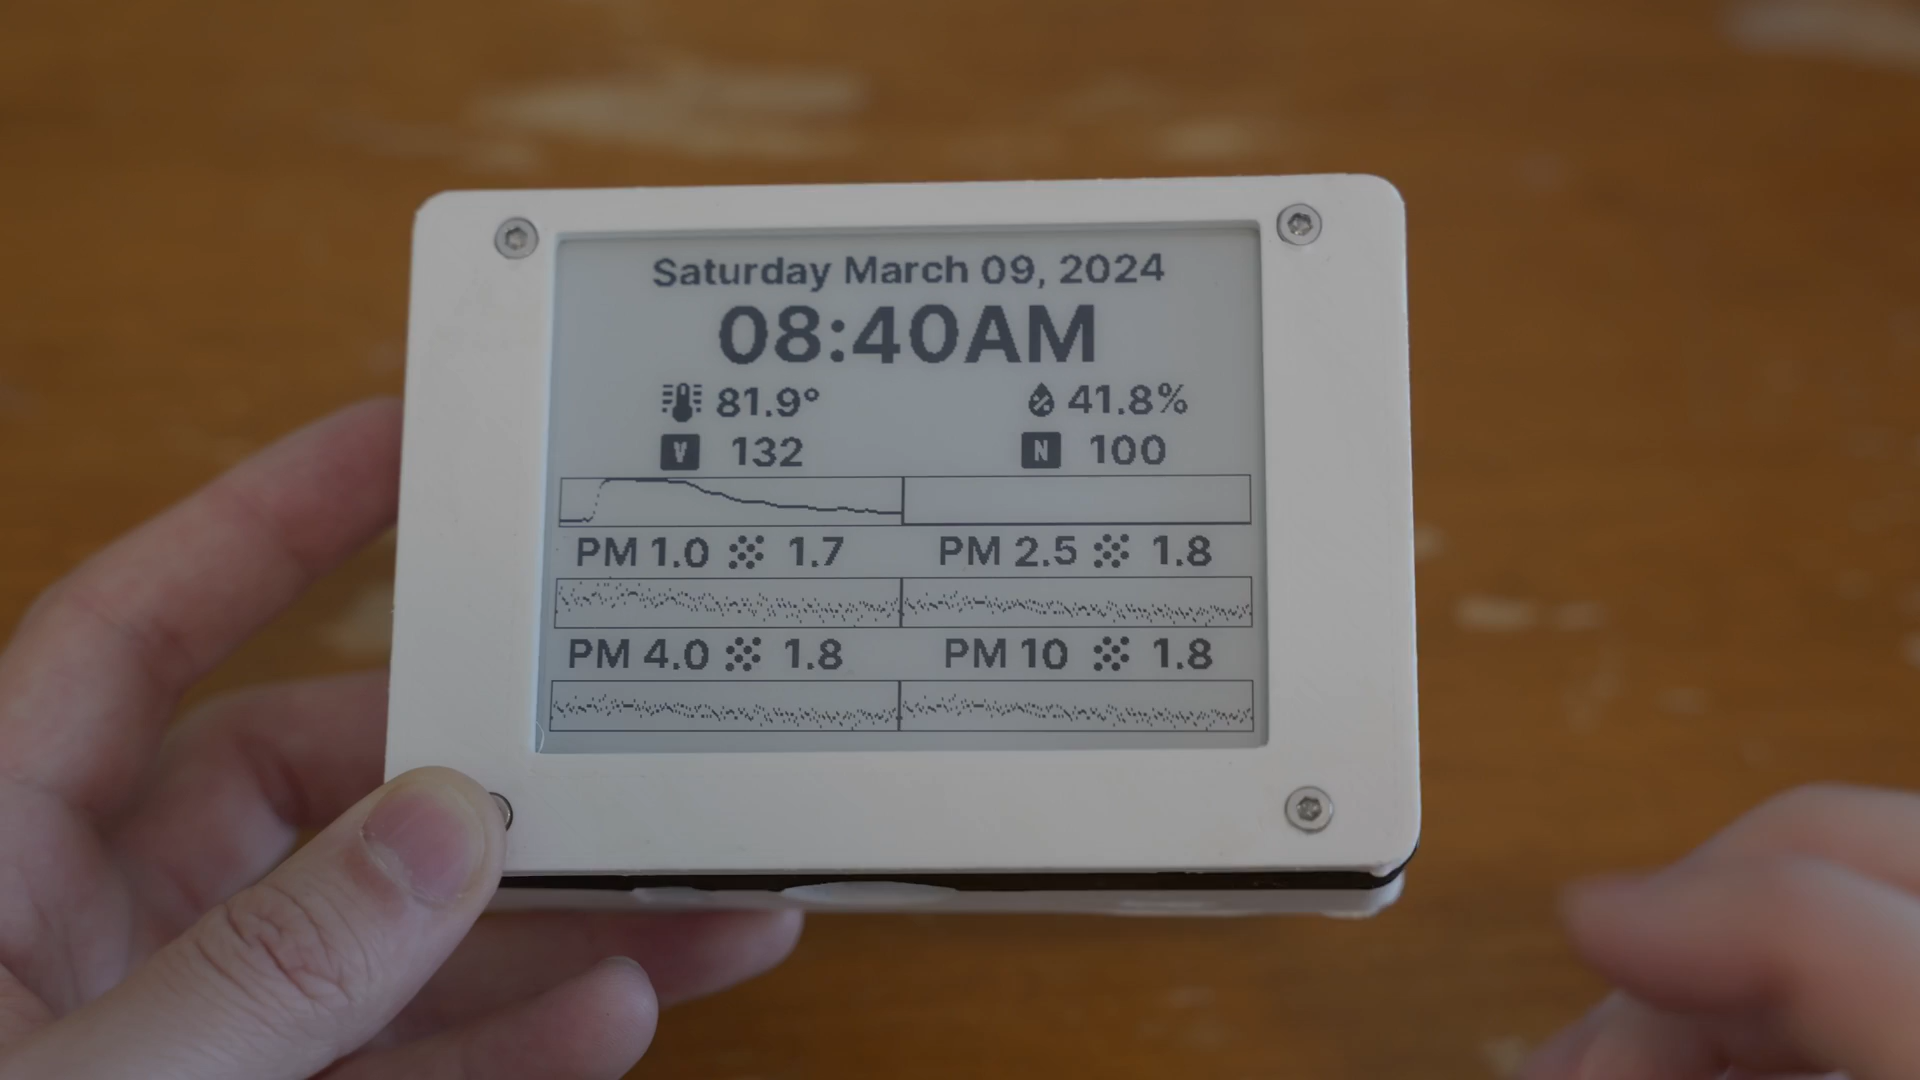 Saturday March 09, 2024
08:40AM
81.9° 41.8%
V 132 N 100
PM 1.0 1.7 PM 2.5 1.8
PM 4.0 1.8 PM 10 1.8